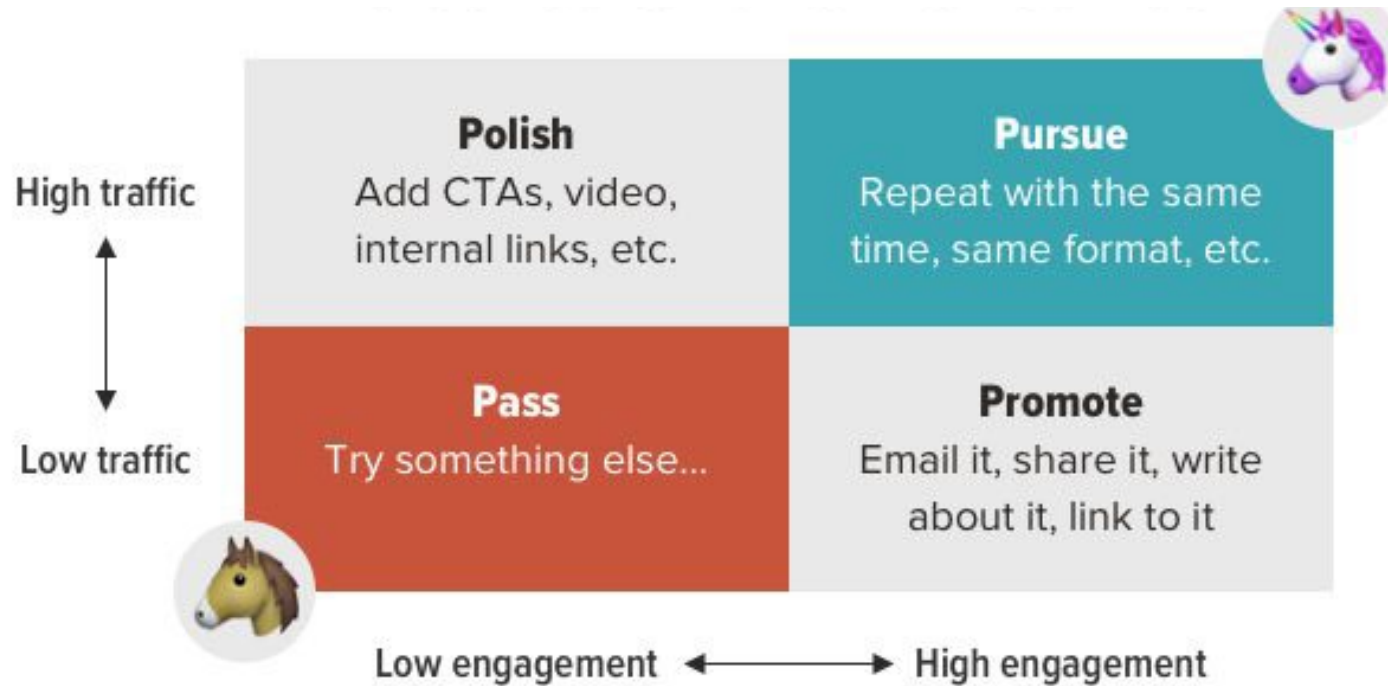 Polish
Add CTAs, video,
internal links, etc.
Pursue
Repeat with the same
time, same format, etc.
High traffic
Low traffic
Pass
Try something else...
Promote
Email it, share it, write
about it, link to it
Low engagement
High engagement